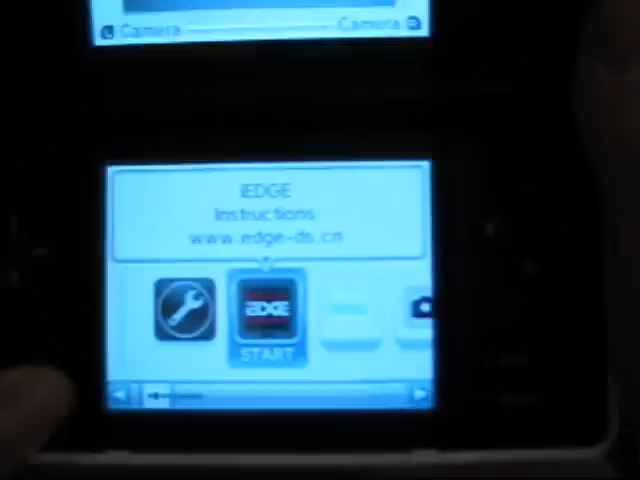 Camera Camera
iEDGE
Instructions
www.edge-ds.cn
EDGE
START